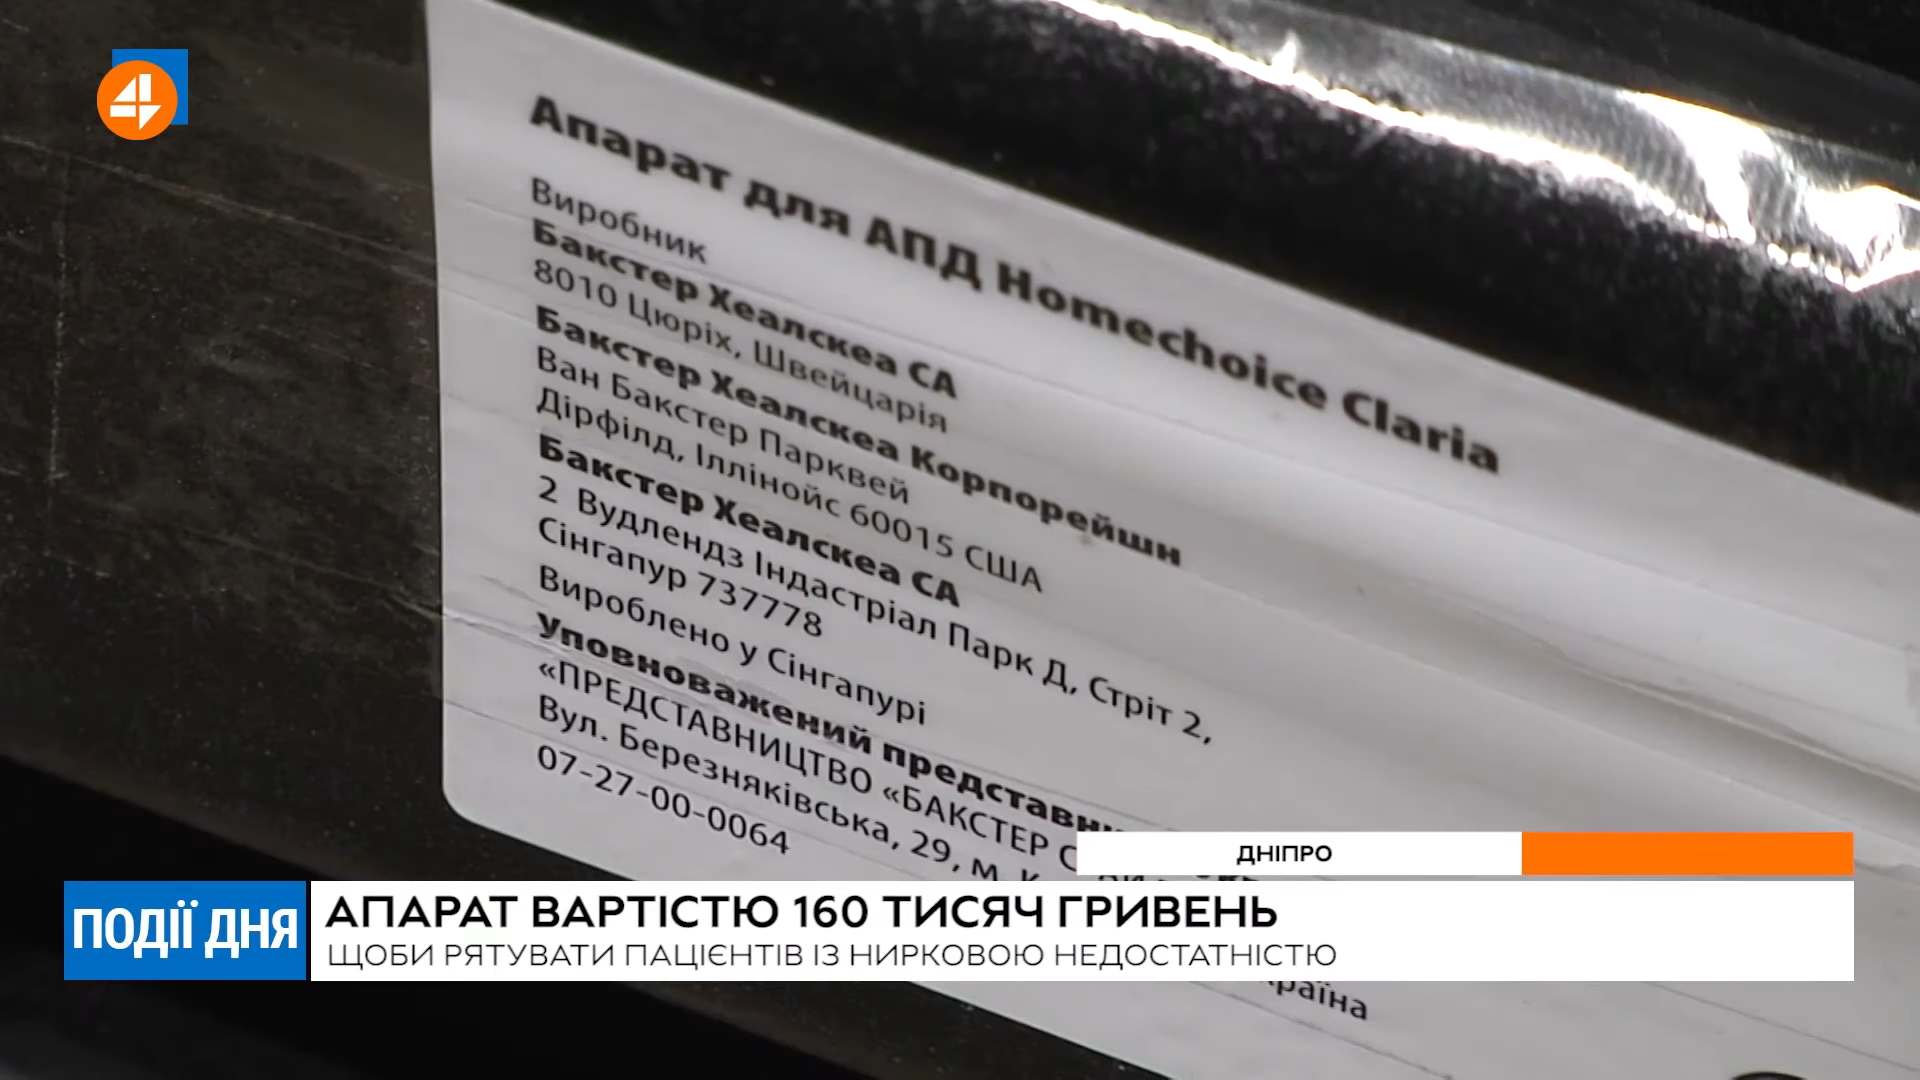 Апарат для АПД Homechoice Claria
Виробник
Бакстер Хеалскеа СА
8010 Цюріх, Швейцарія
Бакстер Хеалскеа Корпорейшн
Ван Бакстер Парквей
Дірфілд, Іллінойс 60015 США
Бакстер Хеалскеа СА
2 Вудлендз Індастріал Парк Д, Стріт 2,
Сінгапур 737778
Вироблено у Сінгапурі
Уповноважений
«ПРЕДСТАВНИЦТВО «БАКСТЕР
Вул. Березняківська, 29, м.
07-27-00-0064
ДНІПРО
ПОДІЇ ДНЯ
АПАРАТ ВАРТІСТЮ 160 ТИСЯЧ ГРИВЕНЬ
ЩОБИ РЯТУВАТИ ПАЦІЄНТІВ ІЗ НИРКОВОЮ НЕДОСТАТНІСТЮ